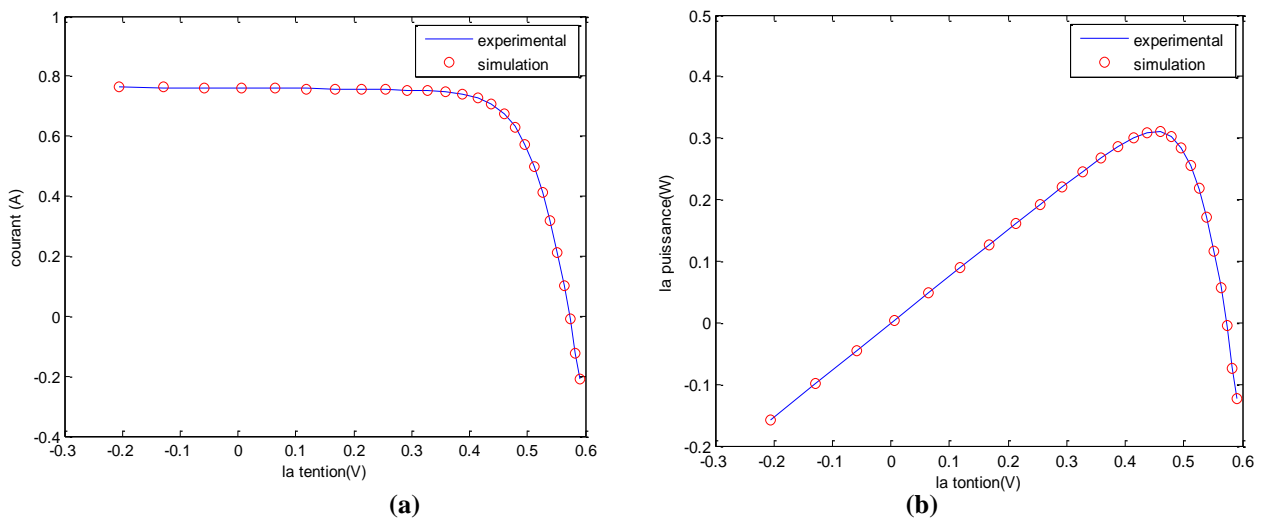 1
0.8
0.6
0.4
0.2
0
-0.2
-0.4
courant (A)
experimental
simulation
-0.3 -0.2 -0.1 0 0.1 0.2 0.3 0.4 0.5 0.6
la tention(V)
(a)
0.5
0.4
0.3
0.2
0.1
0
-0.1
-0.2
la puissance(W)
experimental
simulation
-0.3 -0.2 -0.1 0 0.1 0.2 0.3 0.4 0.5 0.6
la tontion(V)
(b)